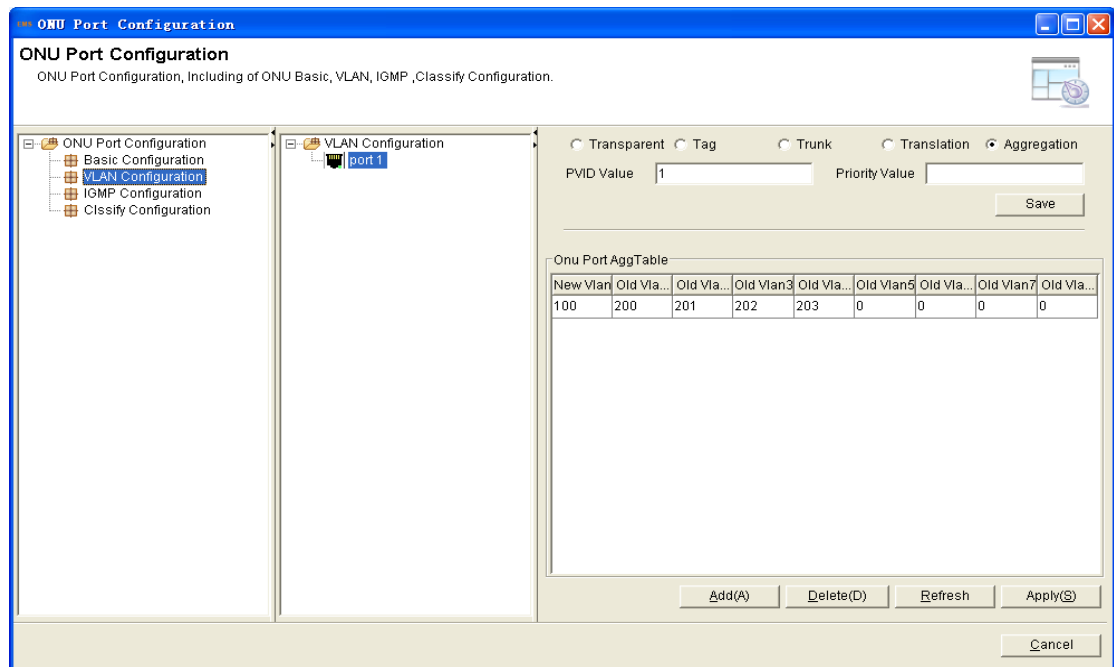 EMS ONU Port Configuration
ONU Port Configuration
ONU Port Configuration, Including of ONU Basic, VLAN, IGMP ,Classify Configuration.
ONU Port Configuration
Basic Configuration
VLAN Configuration
IGMP Configuration
Clssify Configuration
VLAN Configuration
port 1
Transparent Tag Trunk Translation Aggregation
PVID Value 1 Priority Value
Save
Onu Port AggTable
New Vlan Old Vla... Old Vla... Old Vlan3 Old Vla... Old Vlan5 Old Vla... Old Vlan7 Old Vla...
100 200 201 202 203 0 0 0 0
Add(A) Delete(D) Refresh Apply(S)
Cancel